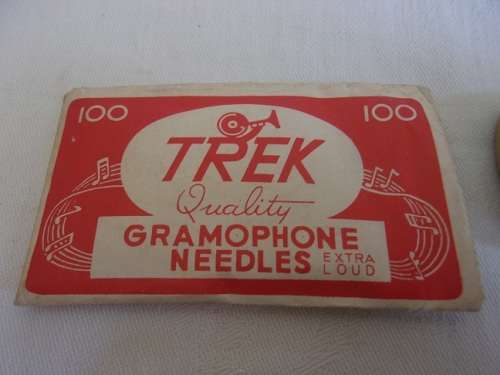 100 100
TREK
Quality
GRAMOPHONE
NEEDLES EXTRA
LOUD